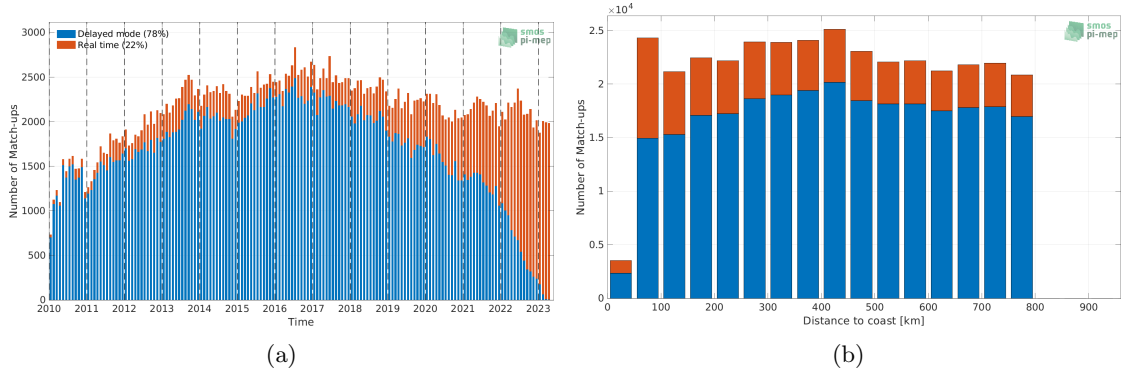 3000
2500
2000
1500
1000
500
0
Number of Match-ups
Delayed mode (78%)
Real time (22%)
smos
pi-mep
2010 2011 2012 2013 2014 2015 2016 2017 2018 2019 2020 2021 2022 2023
Time
(a)
×10⁴
2.5
2
1.5
1
0.5
0
Number of Match-ups
smos
pi-mep
0 100 200 300 400 500 600 700 800 900
Distance to coast [km]
(b)